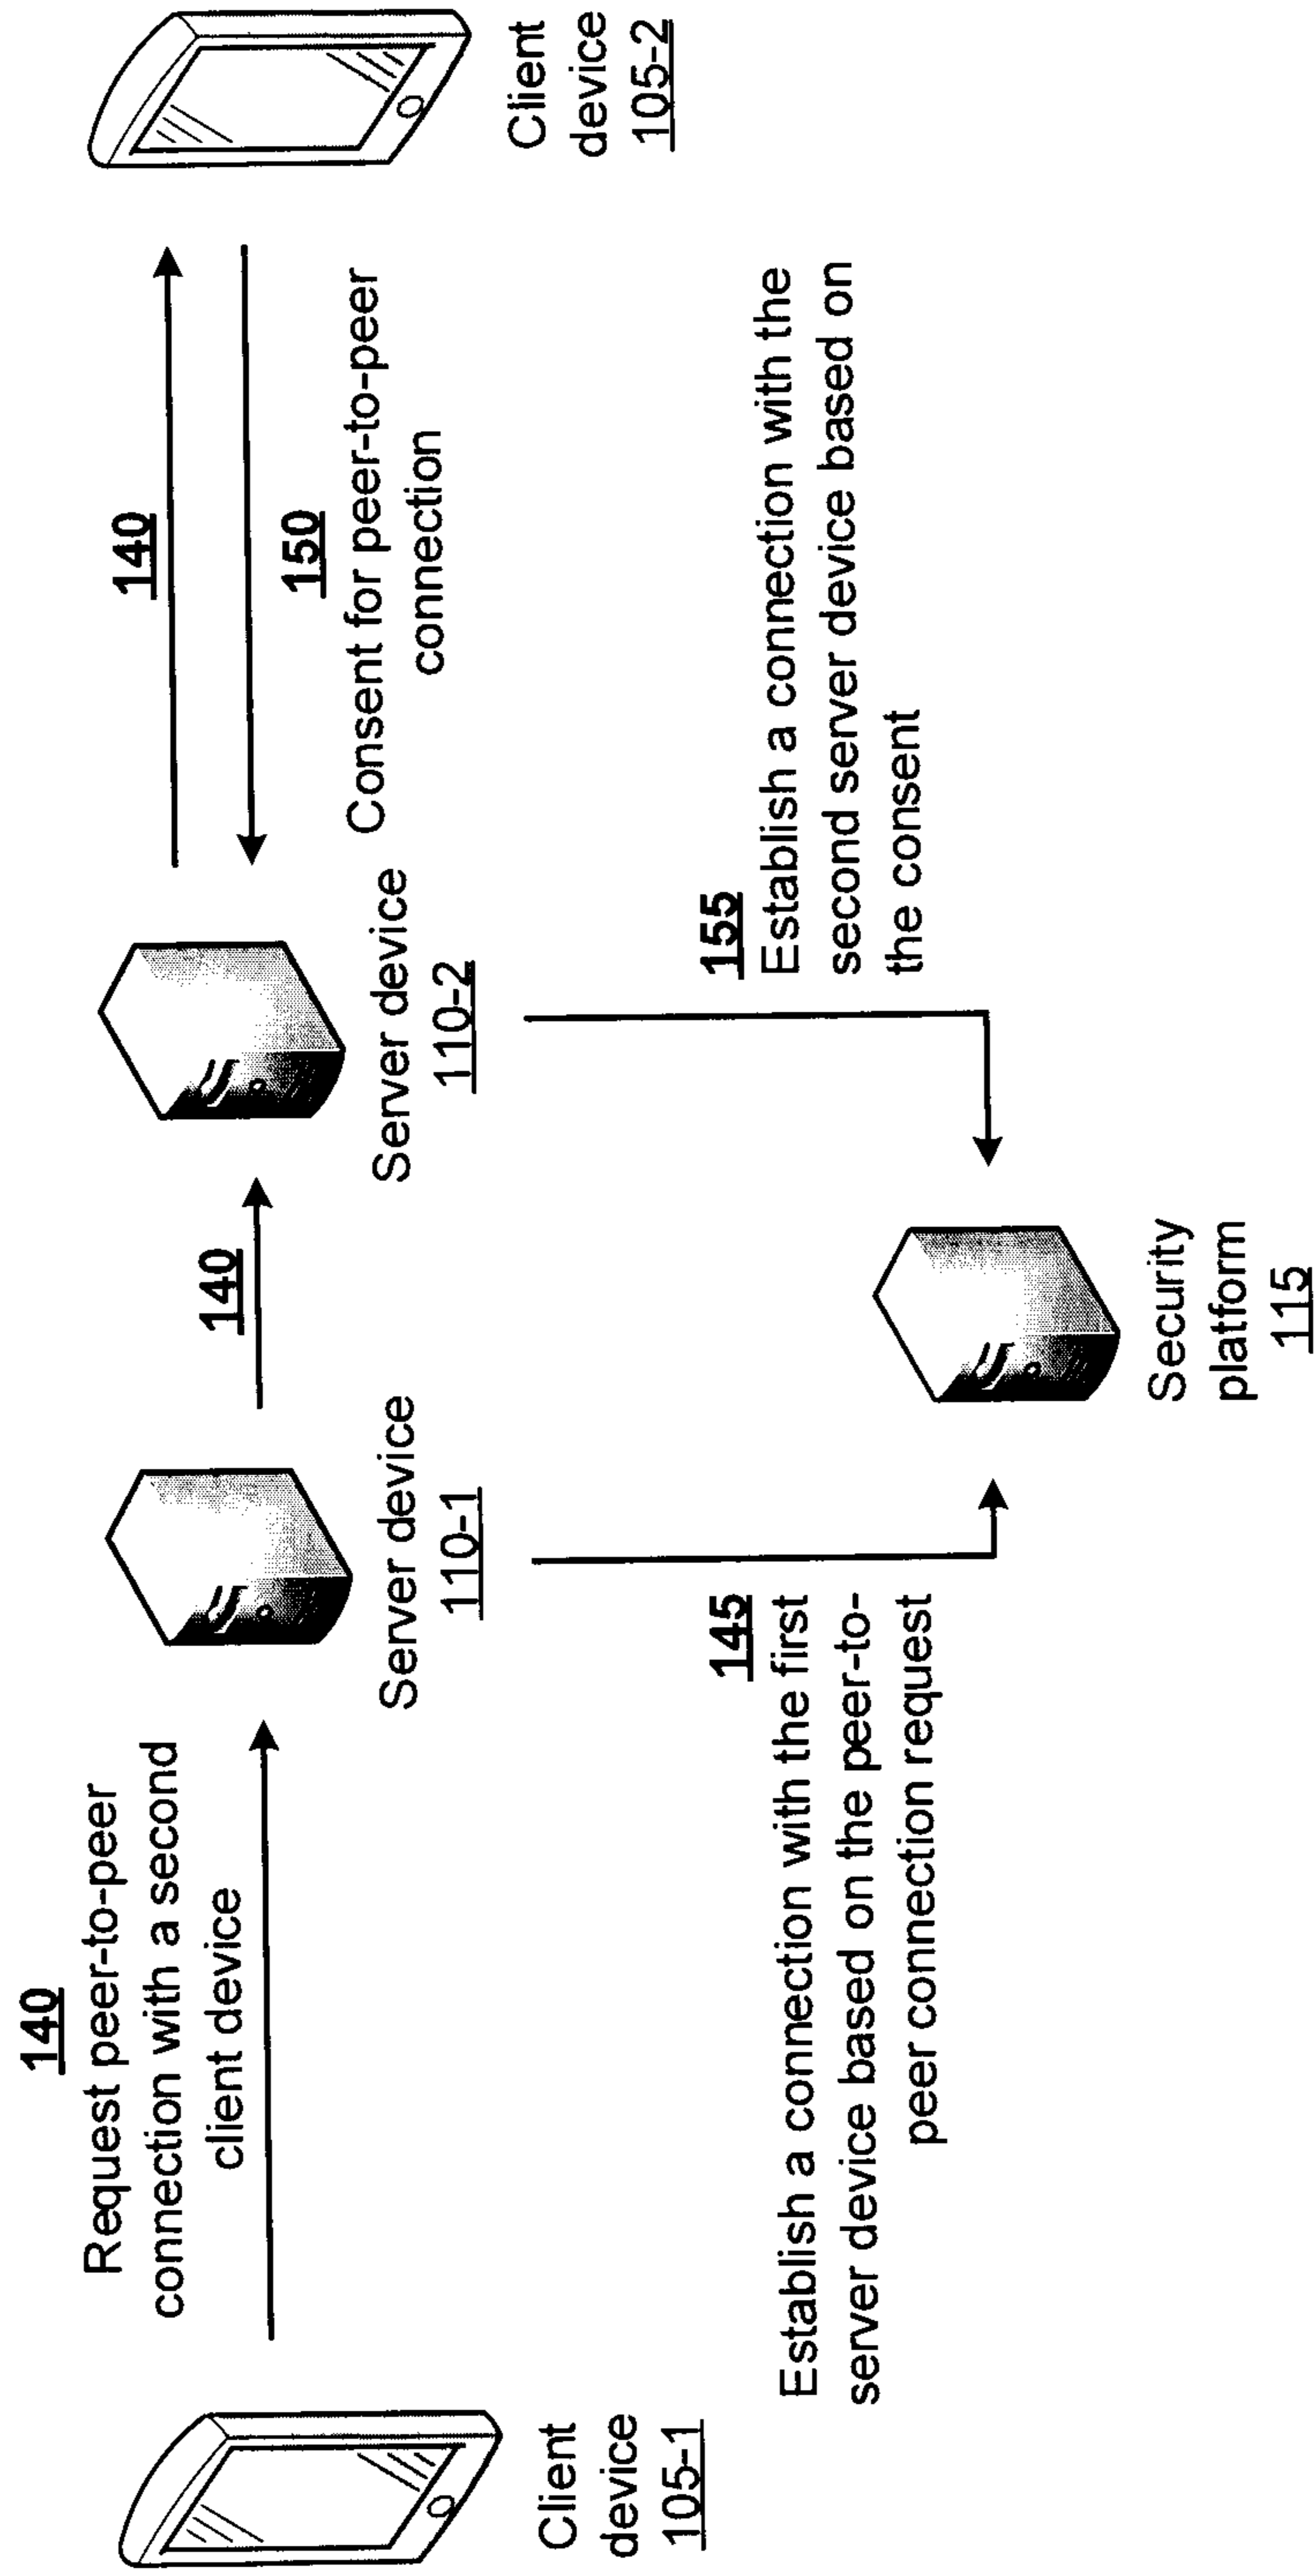 140
Request peer-to-peer
connection with a second
client device
140
140
150
Consent for peer-to-peer
connection
Client
device
105-1
Server device
110-1
Server device
110-2
Client
device
105-2
145
Establish a connection with the first
server device based on the peer-to-
peer connection request
155
Establish a connection with the
second server device based on
the consent
Security
platform
115